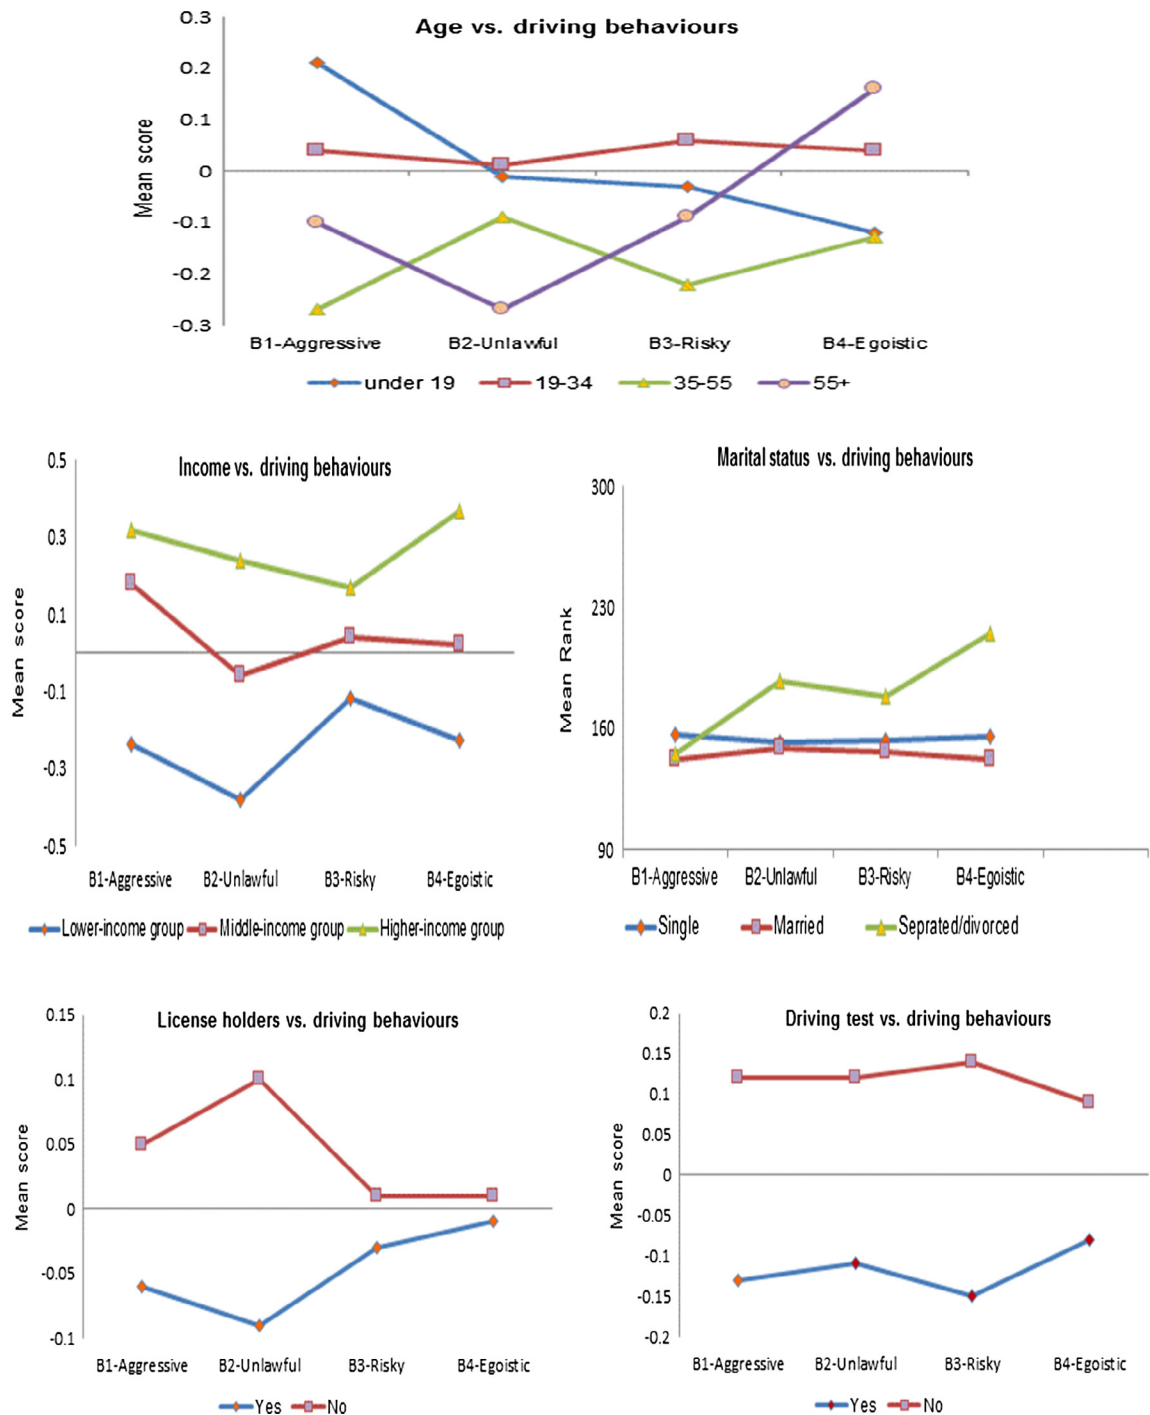 Age vs. driving behaviours
0.3
0.2
0.1
0
-0.1
-0.2
-0.3
Mean score
B1-Aggressive B2-Unlawful B3-Risky B4-Egoistic
under 19 19-34 35-55 55+
Income vs. driving behaviours
0.5
0.3
0.1
-0.1
-0.3
-0.5
Mean score
B1-Aggressive B2-Unlawful B3-Risky B4-Egoistic
Lower-income group Middle-income group Higher-income group
Marital status vs. driving behaviours
300
230
160
90
Mean Rank
B1-Aggressive B2-Unlawful B3-Risky B4-Egoistic
Single Married Seprated/divorced
License holders vs. driving behaviours
0.15
0.1
0.05
0
-0.05
-0.1
Mean score
B1-Aggressive B2-Unlawful B3-Risky B4-Egoistic
Yes No
Driving test vs. driving behaviours
0.2
0.15
0.1
0.05
0
-0.05
-0.1
-0.15
-0.2
Mean score
B1-Aggressive B2-Unlawful B3-Risky B4-Egoistic
Yes No